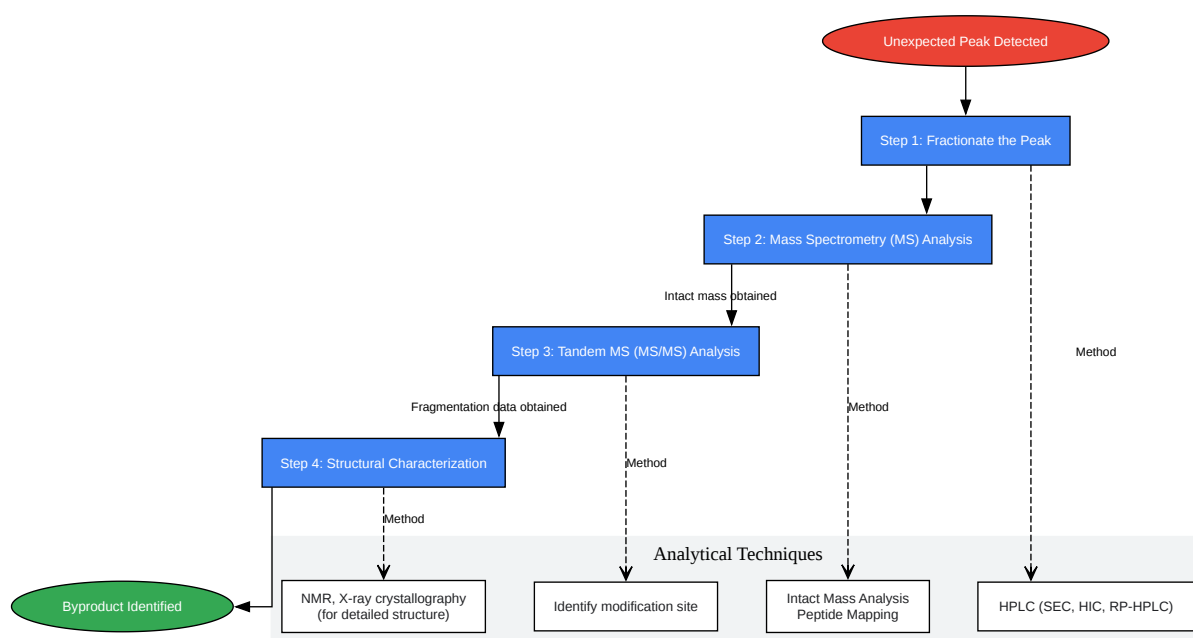 Unexpected Peak Detected
Step 1: Fractionate the Peak
Step 2: Mass Spectrometry (MS) Analysis
Intact mass obtained
Step 3: Tandem MS (MS/MS) Analysis
Method
Fragmentation data obtained
Method
Step 4: Structural Characterization
Method
Method
Analytical Techniques
Byproduct Identified
NMR, X-ray crystallography
(for detailed structure)
Identify modification site
Intact Mass Analysis
Peptide Mapping
HPLC (SEC, HIC, RP-HPLC)